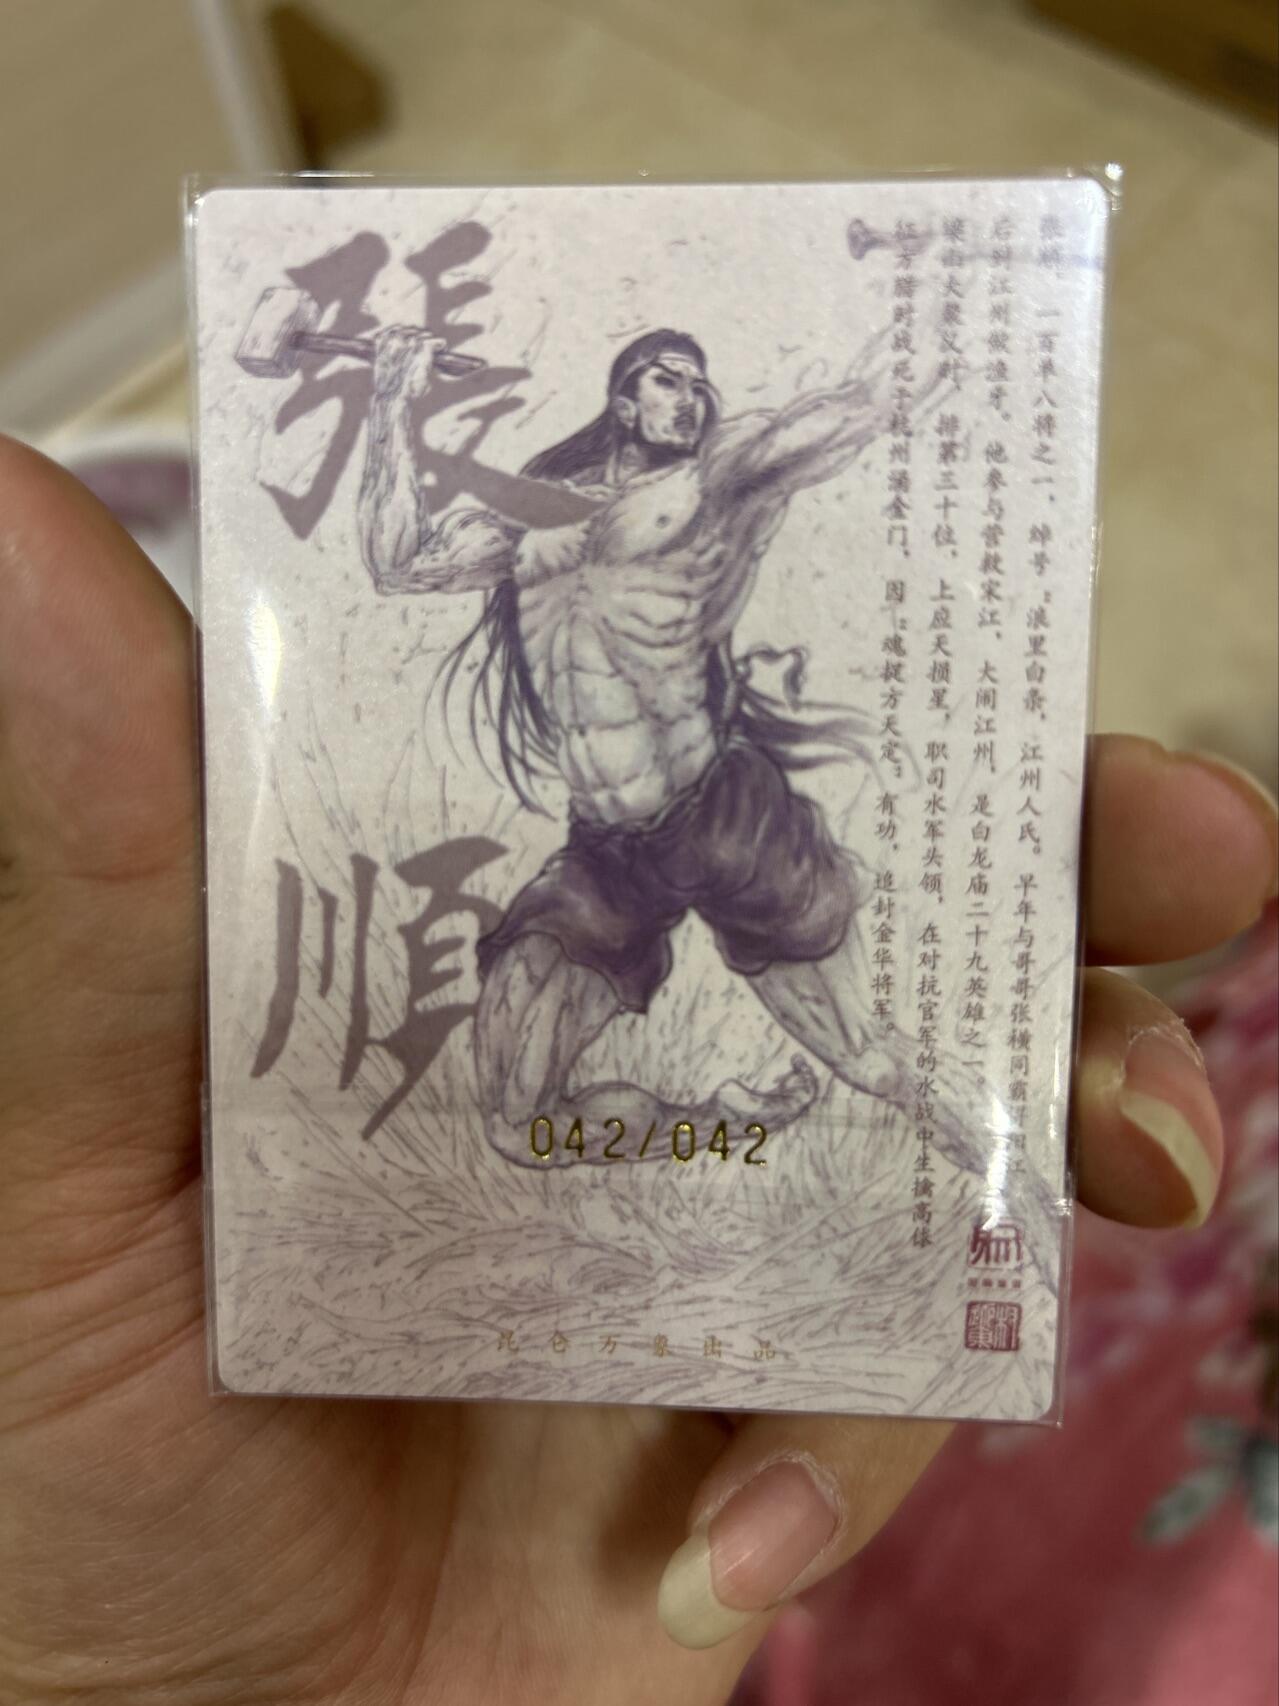 張順
张顺，一百单八将之一，绰号：浪里白条，江州人氏。早年与哥哥张横同霸浔阳江，
后到江州做渔牙。他参与营救宋江，大闹江州，是白龙庙二十九英雄之一。
梁山大聚义时，排第三十位，上应天损星，职司水军头领，在对抗官军的水战中生擒高俅
征方腊时战死于杭州涌金门，因：魂捉方天定；有功，追封金华将军。
042/042
昆仑万象出品